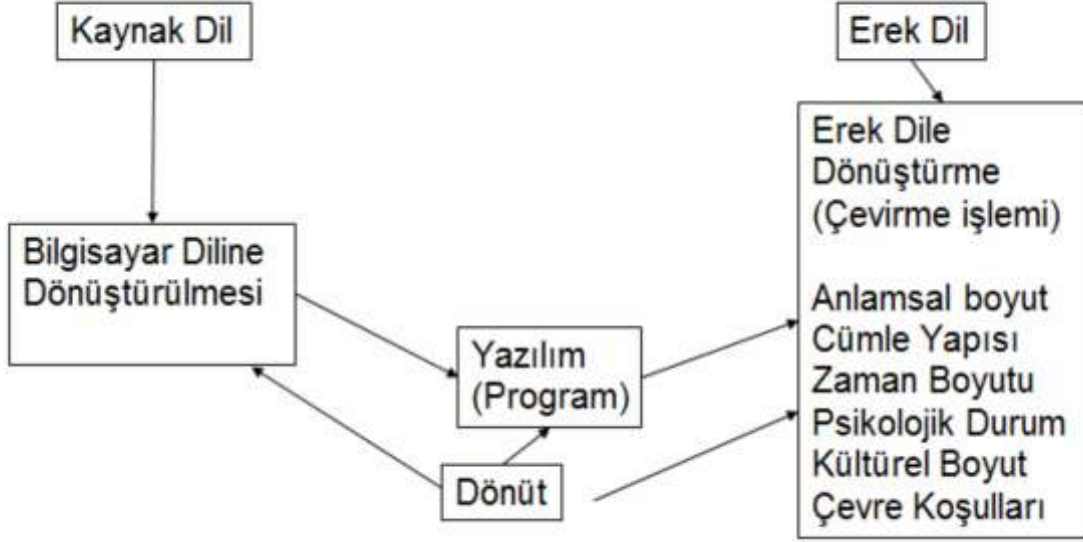 Kaynak Dil
Erek Dil
Bilgisayar Diline
Dönüştürülmesi
Yazılım
(Program)
Dönüt
Erek Dile
Dönüştürme
(Çevirme işlemi)
Anlamsal boyut
Cümle Yapısı
Zaman Boyutu
Psikolojik Durum
Kültürel Boyut
Çevre Koşulları